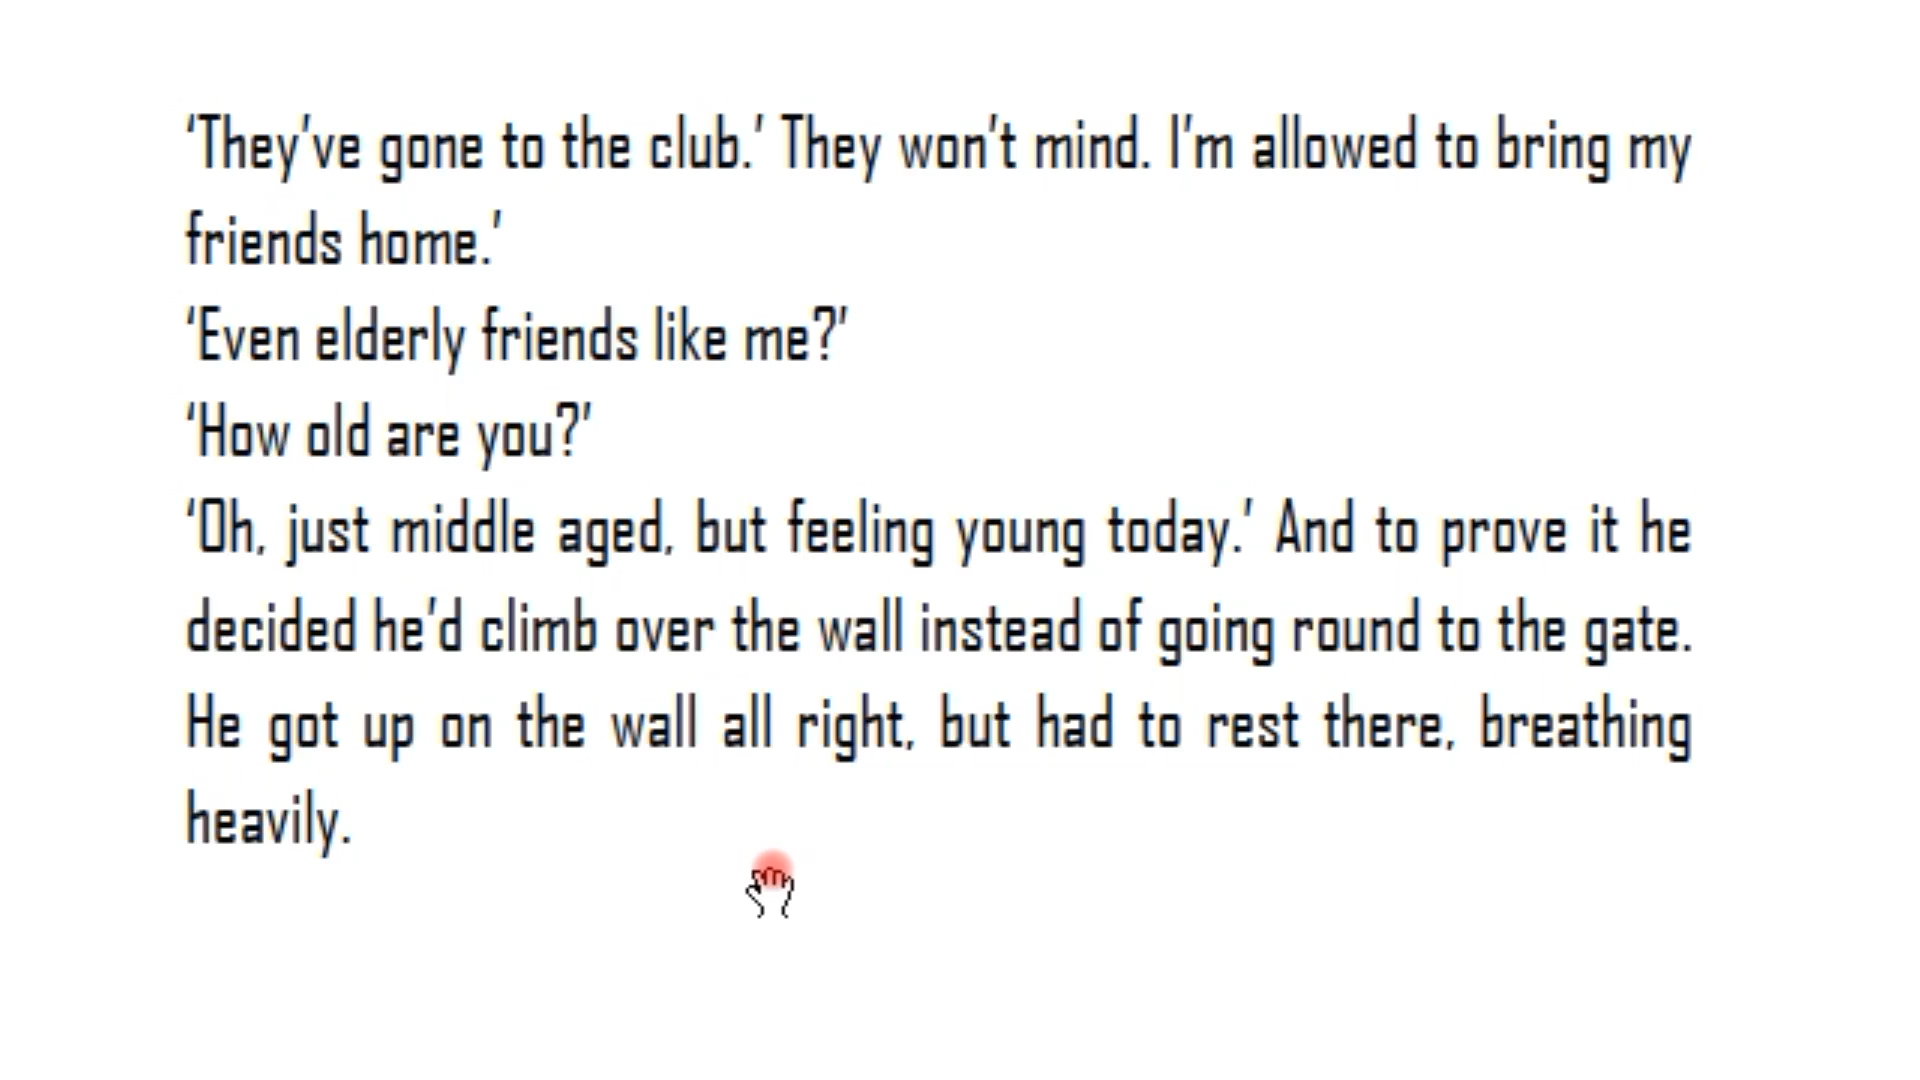 ‘They’ve gone to the club.’ They won’t mind. I’m allowed to bring my
friends home.’
‘Even elderly friends like me?’
‘How old are you?’
‘Oh, just middle aged, but feeling young today.’ And to prove it he
decided he’d climb over the wall instead of going round to the gate.
He got up on the wall all right, but had to rest there, breathing
heavily.